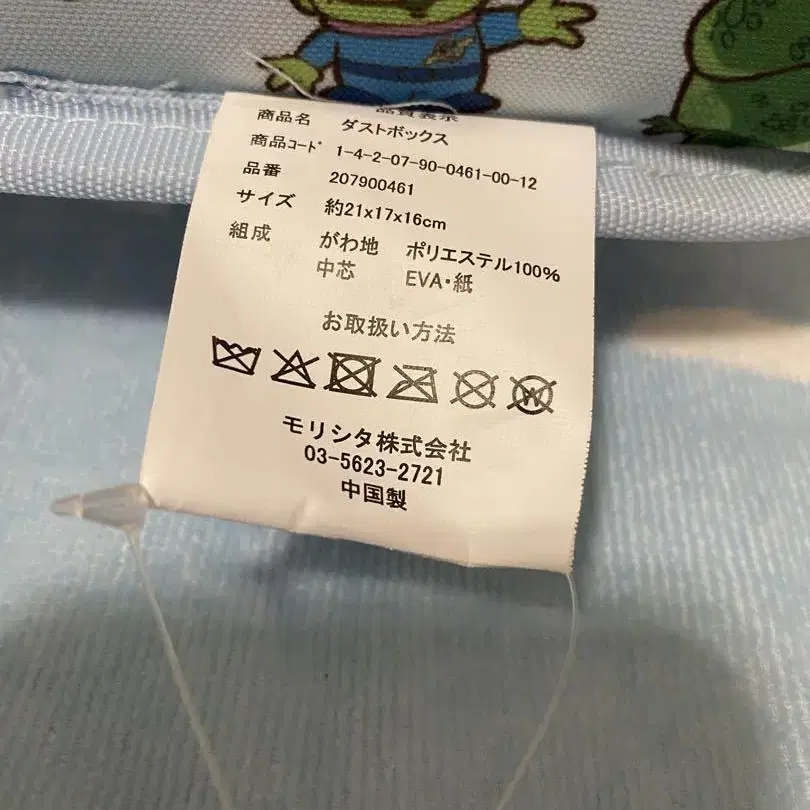 品質表示
商品名 ダストボックス
商品ｺｰﾄﾞ 1-4-2-07-90-0461-00-12
品番 207900461
サイズ 約21x17x16cm
組成 がわ地 ポリエステル100%
中芯 EVA・紙
お取扱い方法
W
モリシタ株式会社
03-5623-2721
中国製